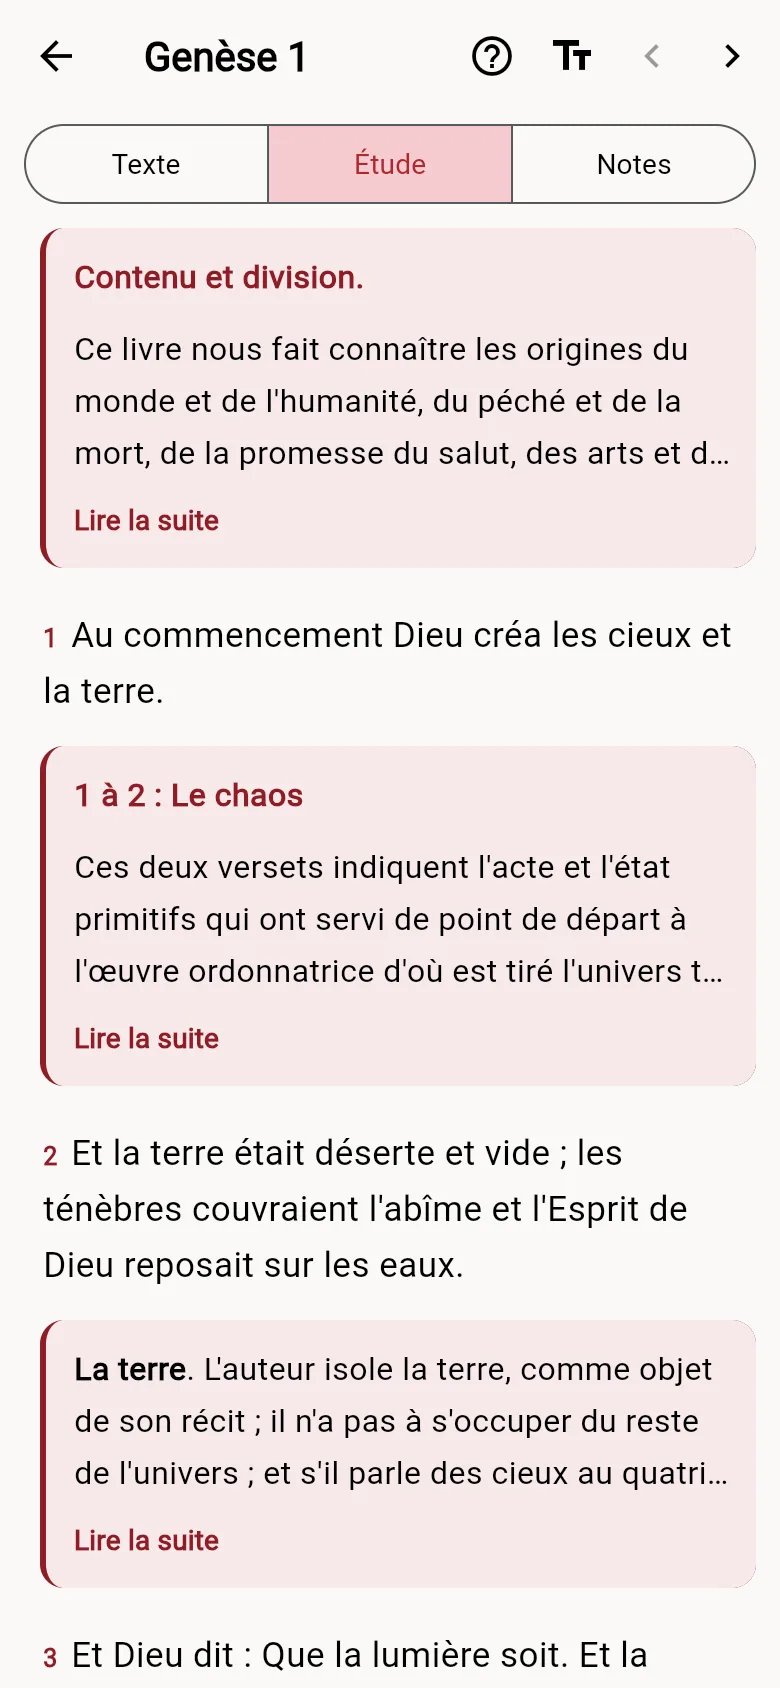 Genèse 1
Texte
Étude
Notes
Contenu et division.
Ce livre nous fait connaître les origines du
monde et de l'humanité, du péché et de la
mort, de la promesse du salut, des arts et d…
Lire la suite
1 Au commencement Dieu créa les cieux et
la terre.
1 à 2 : Le chaos
Ces deux versets indiquent l'acte et l'état
primitifs qui ont servi de point de départ à
l'œuvre ordonnatrice d'où est tiré l'univers t…
Lire la suite
2 Et la terre était déserte et vide ; les
ténèbres couvraient l'abîme et l'Esprit de
Dieu reposait sur les eaux.
La terre. L'auteur isole la terre, comme objet
de son récit ; il n'a pas à s'occuper du reste
de l'univers ; et s'il parle des cieux au quatri…
Lire la suite
3 Et Dieu dit : Que la lumière soit. Et la